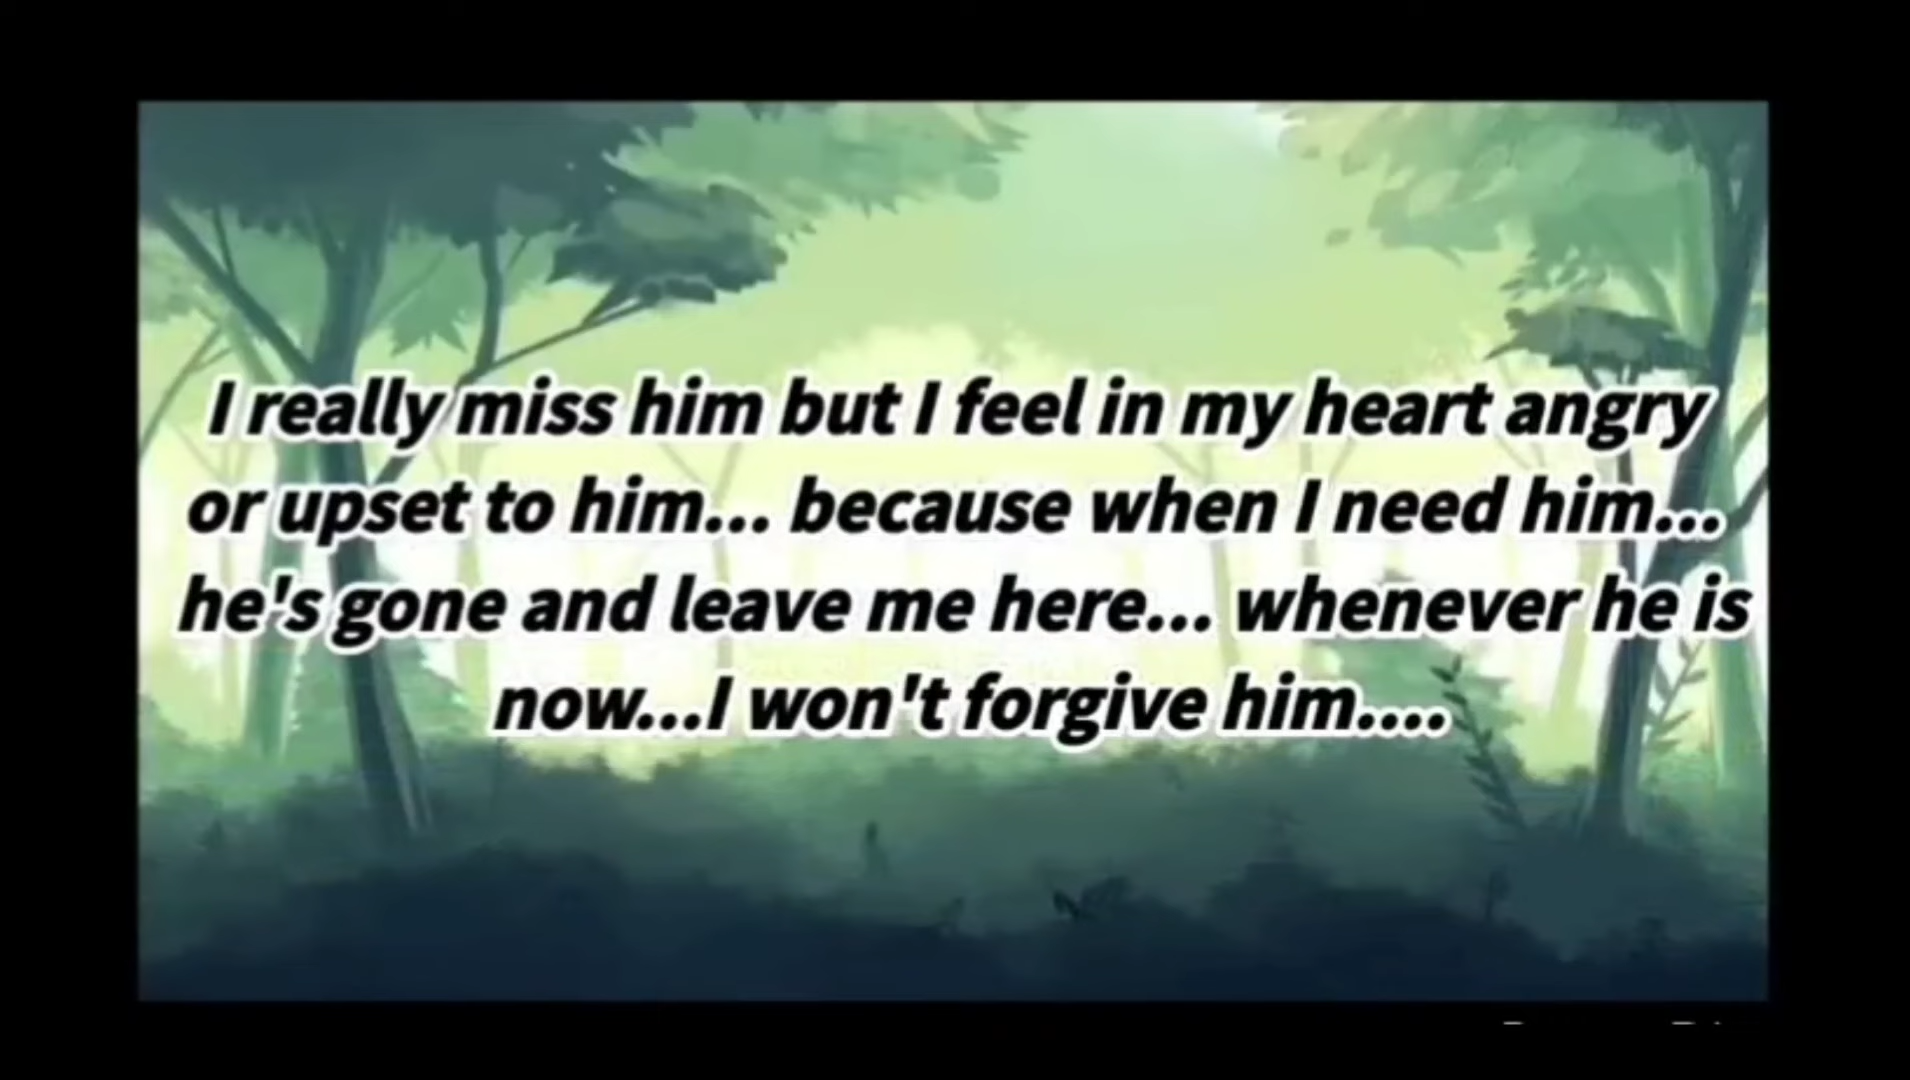 I really miss him but I feel in my heart angry
or upset to him... because when I need him...
he's gone and leave me here... whenever he is
now...I won't forgive him....